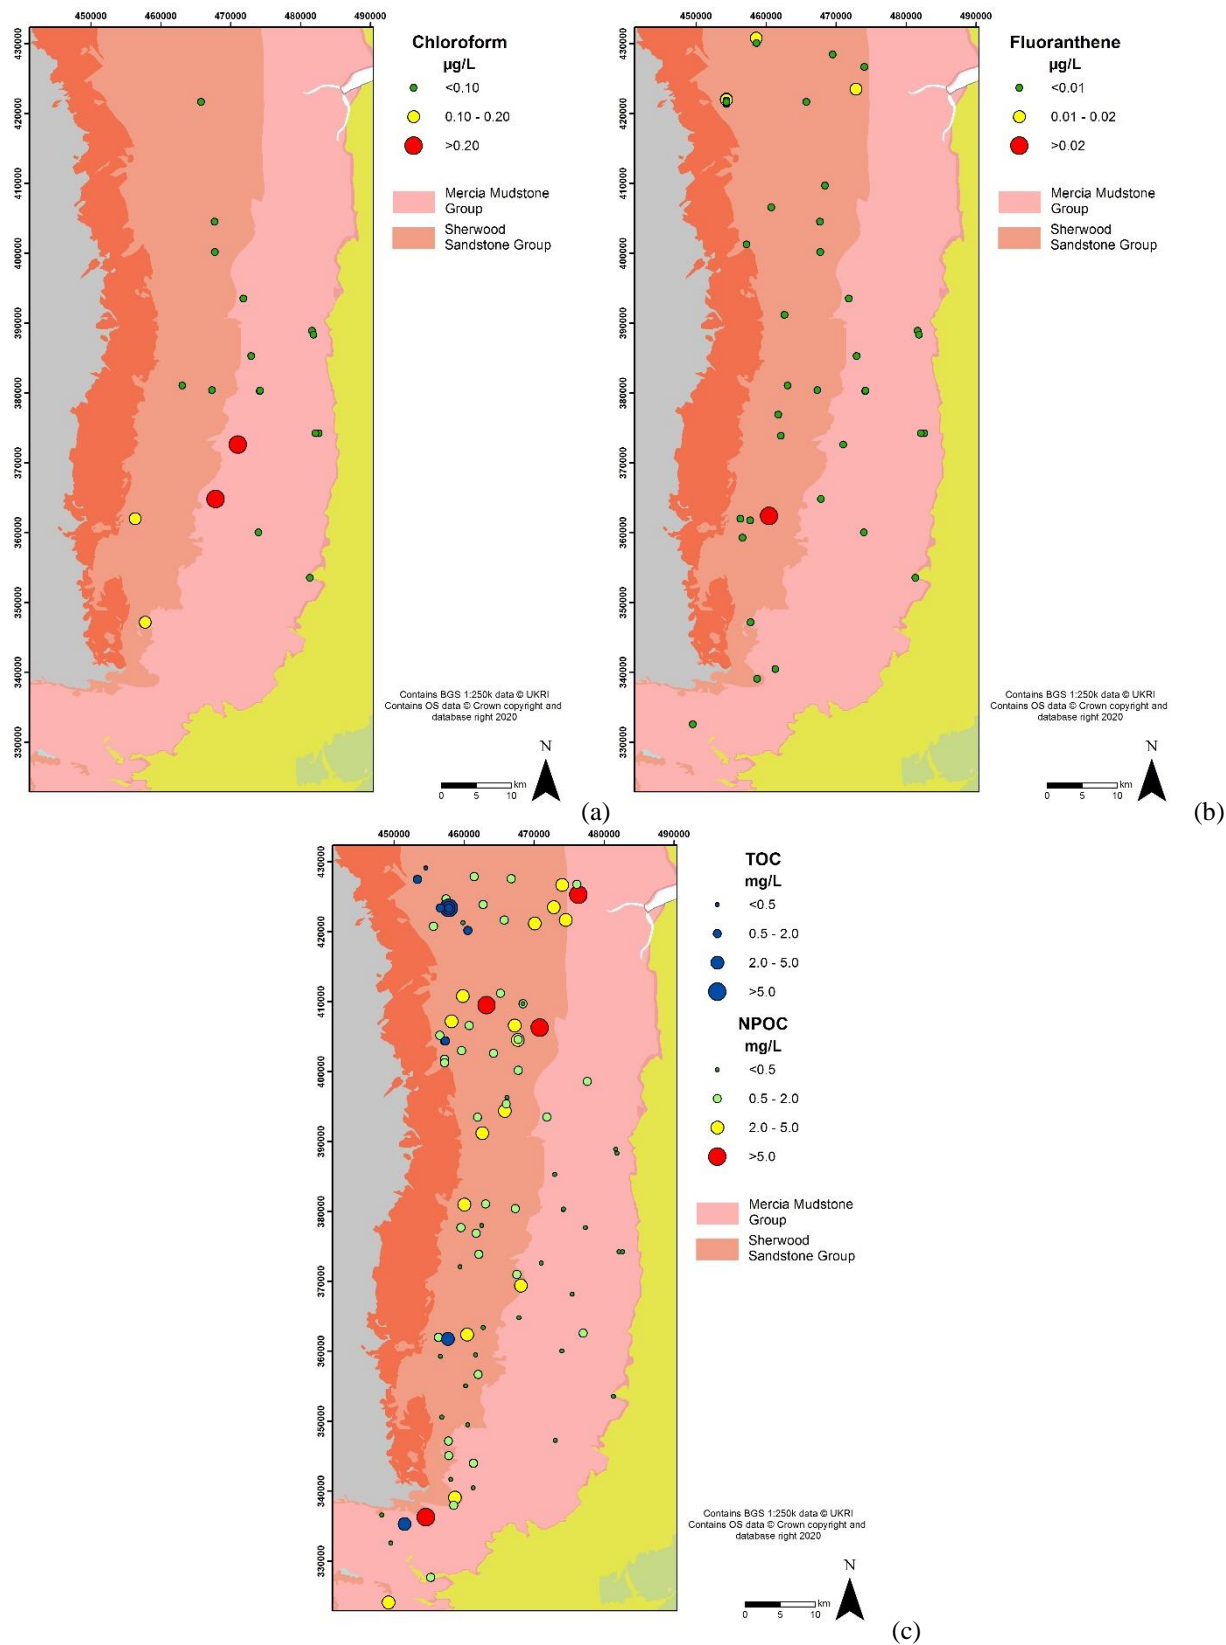 450000 460000 470000 480000 490000
430000
420000
410000
400000
390000
380000
370000
360000
350000
340000
330000
Chloroform
µg/L
<0.10
0.10 - 0.20
>0.20
Mercia Mudstone
Group
Sherwood
Sandstone Group
Contains BGS 1:250k data © UKRI
Contains OS data © Crown copyright and
database right 2020
N
km
0 5 10
(a)
450000 460000 470000 480000 490000
430000
420000
410000
400000
390000
380000
370000
360000
350000
340000
330000
Fluoranthene
µg/L
<0.01
0.01 - 0.02
>0.02
Mercia Mudstone
Group
Sherwood
Sandstone Group
Contains BGS 1:250k data © UKRI
Contains OS data © Crown copyright and
database right 2020
N
km
0 5 10
(b)
450000 460000 470000 480000 490000
430000
420000
410000
400000
390000
380000
370000
360000
350000
340000
330000
TOC
mg/L
<0.5
0.5 - 2.0
2.0 - 5.0
>5.0
NPOC
mg/L
<0.5
0.5 - 2.0
2.0 - 5.0
>5.0
Mercia Mudstone
Group
Sherwood
Sandstone Group
Contains BGS 1:250k data © UKRI
Contains OS data © Crown copyright and
database right 2020
N
km
0 5 10
(c)